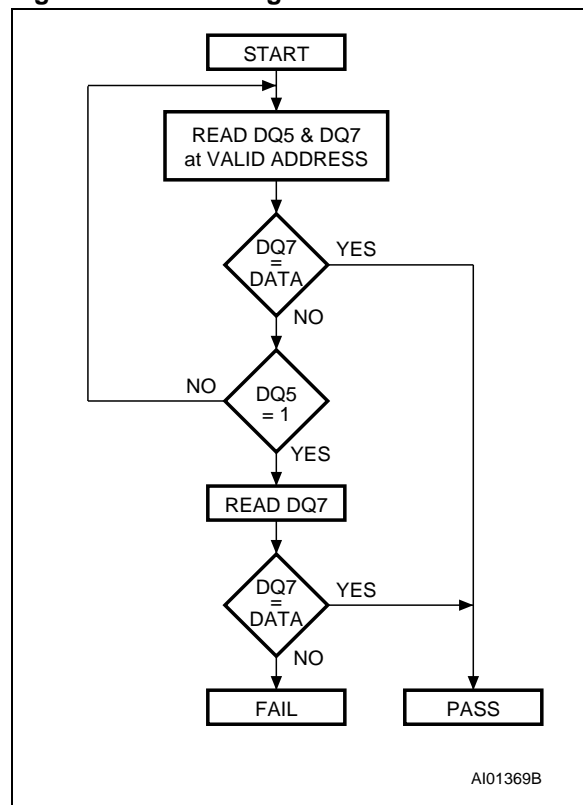 START
READ DQ5 & DQ7
at VALID ADDRESS
DQ7
=
DATA
YES
NO
NO
DQ5
= 1
YES
READ DQ7
DQ7
=
DATA
YES
NO
FAIL
PASS
AI01369B